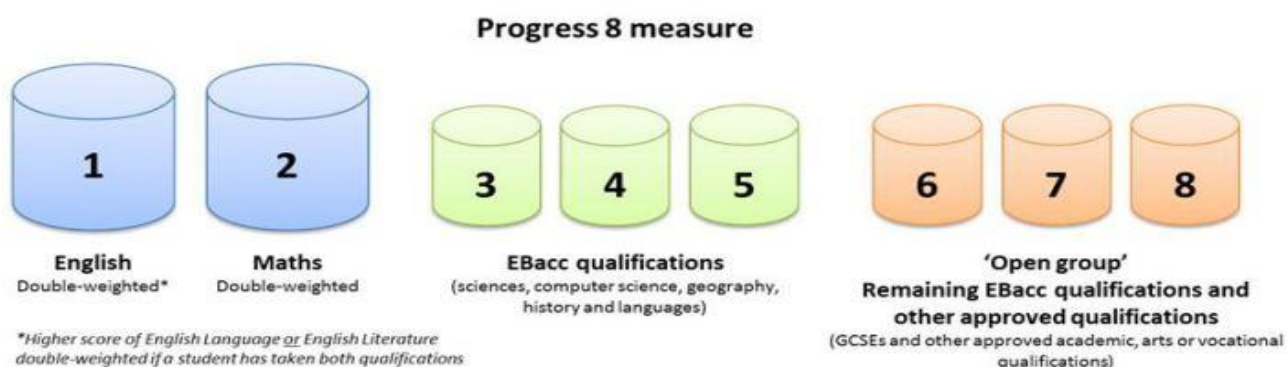 Progress 8 measure
1
2
3
4
5
6
7
8
English
Double-weighted*
Maths
Double-weighted
EBacc qualifications
(sciences, computer science, geography,
history and languages)
‘Open group’
Remaining EBacc qualifications and
other approved qualifications
(GCSEs and other approved academic, arts or vocational
qualifications)
*Higher score of English Language or English Literature
double-weighted if a student has taken both qualifications